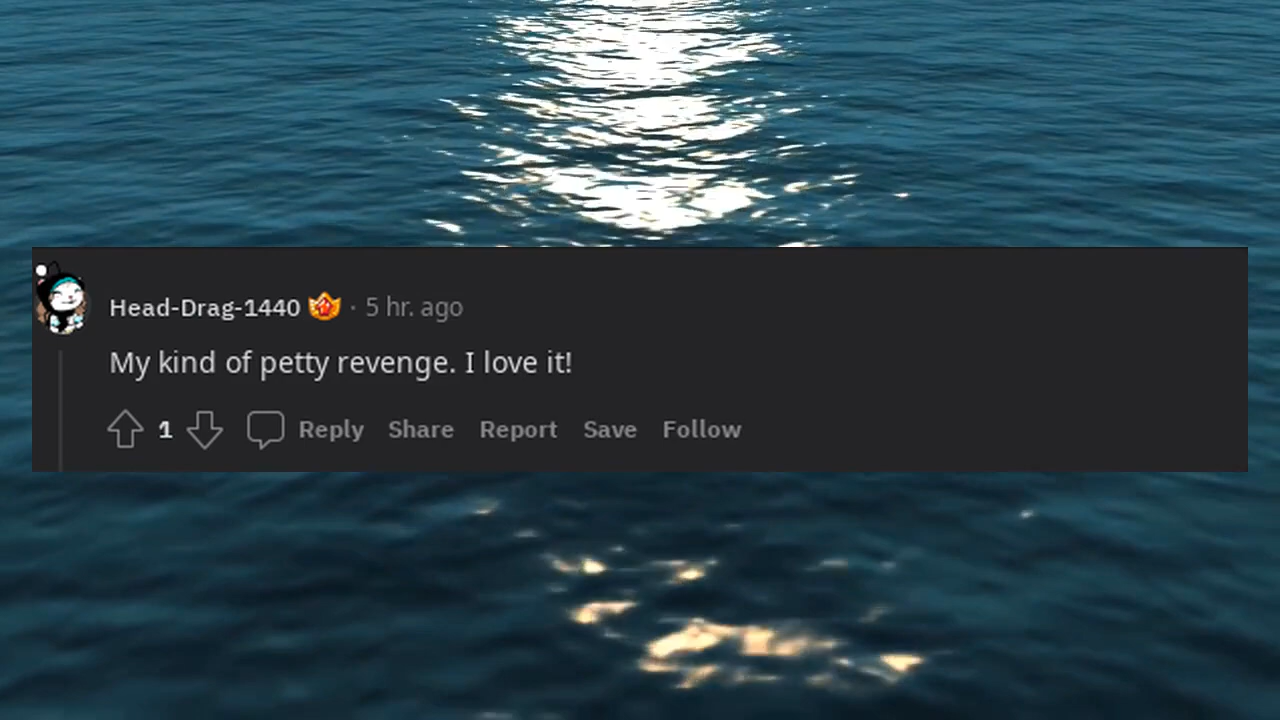 Head-Drag-1440 · 5 hr. ago
My kind of petty revenge. I love it!
1 Reply Share Report Save Follow